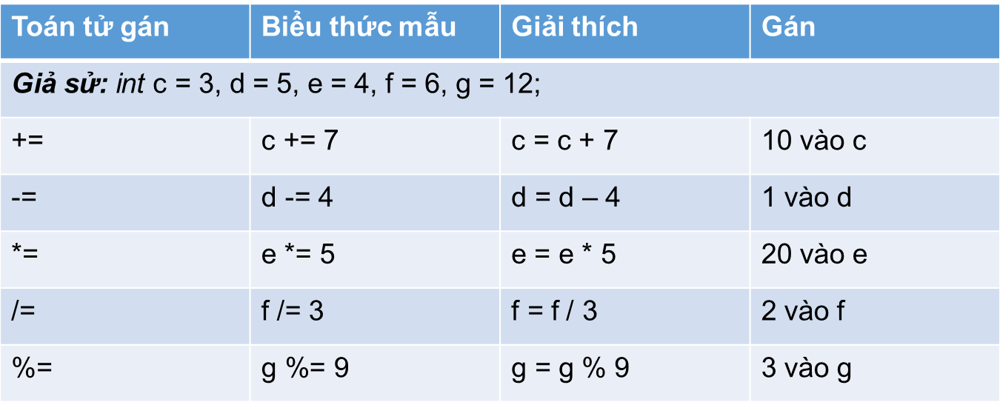 Toán tử gán Biểu thức mẫu Giải thích Gán
Giả sử: int c = 3, d = 5, e = 4, f = 6, g = 12;
+= c += 7 c = c + 7 10 vào c
-= d -= 4 d = d – 4 1 vào d
*= e *= 5 e = e * 5 20 vào e
/= f /= 3 f = f / 3 2 vào f
%= g %= 9 g = g % 9 3 vào g